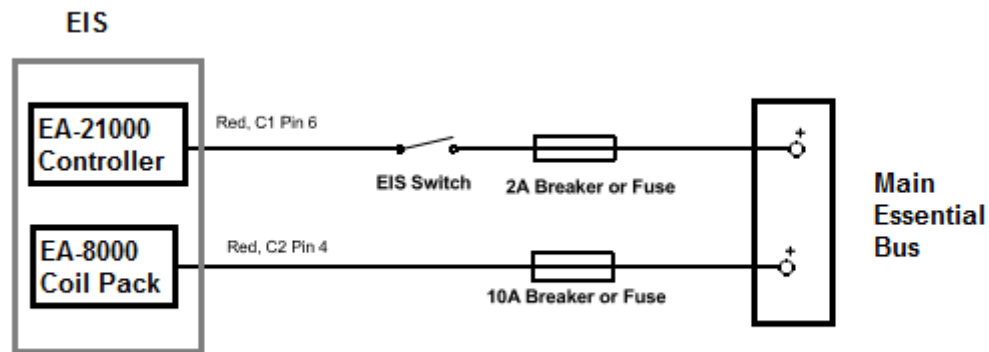 EIS
EA-21000
Controller
Red, C1 Pin 6
EIS Switch
2A Breaker or Fuse
+
EA-8000
Coil Pack
Red, C2 Pin 4
10A Breaker or Fuse
+
Main
Essential
Bus